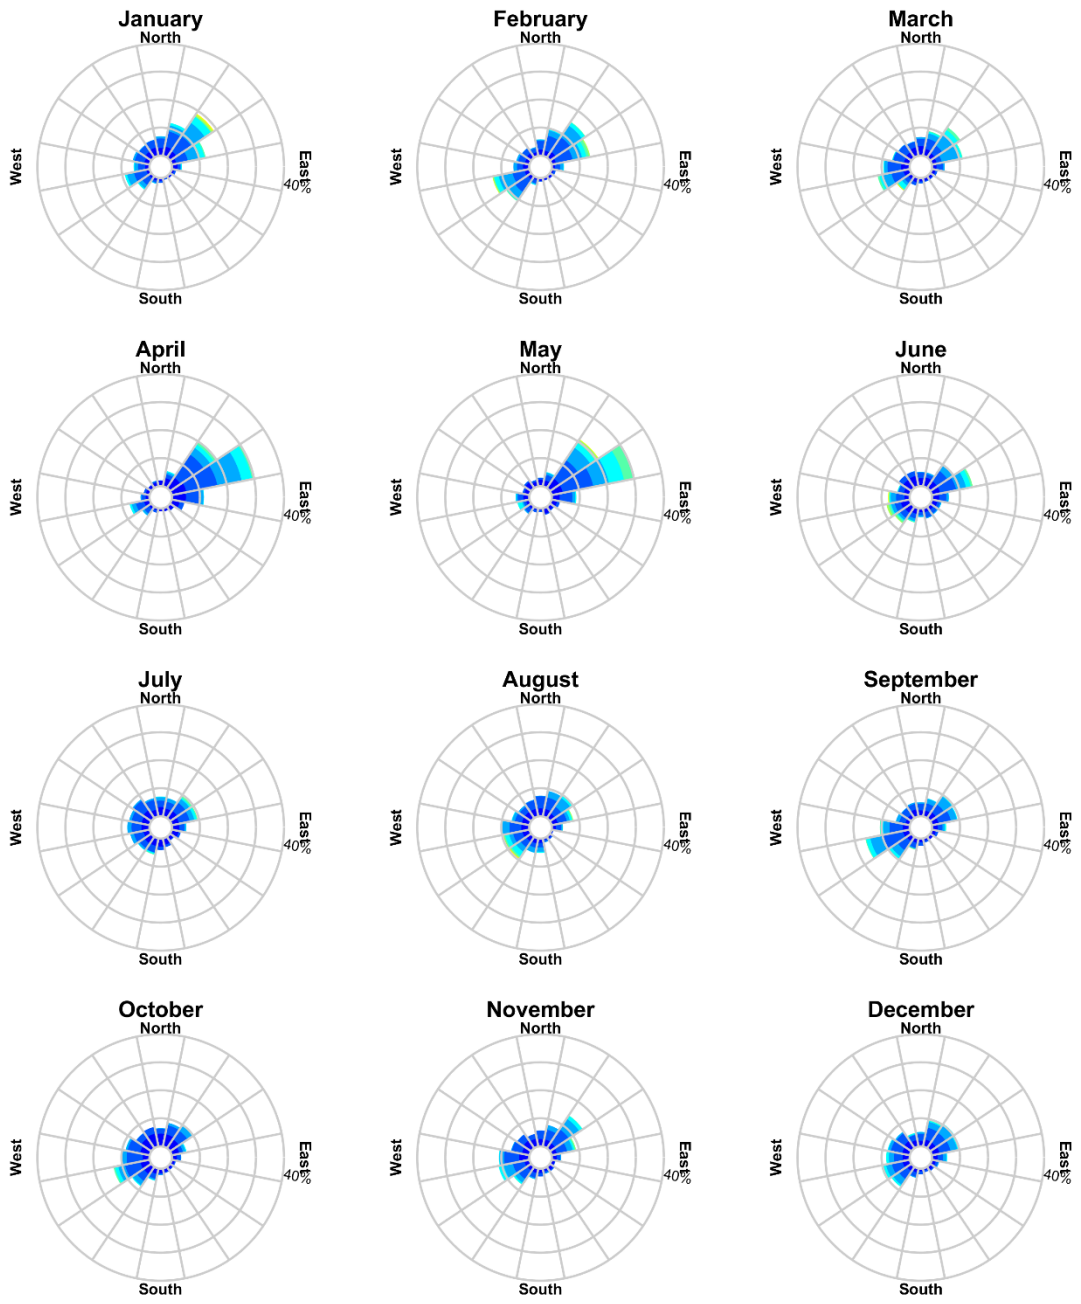 January
North
West
East
40%
South
February
North
West
East
40%
South
March
North
West
East
40%
South
April
North
West
East
40%
South
May
North
West
East
40%
South
June
North
West
East
40%
South
July
North
West
East
40%
South
August
North
West
East
40%
South
September
North
West
East
40%
South
October
North
West
East
40%
South
November
North
West
East
40%
South
December
North
West
East
40%
South